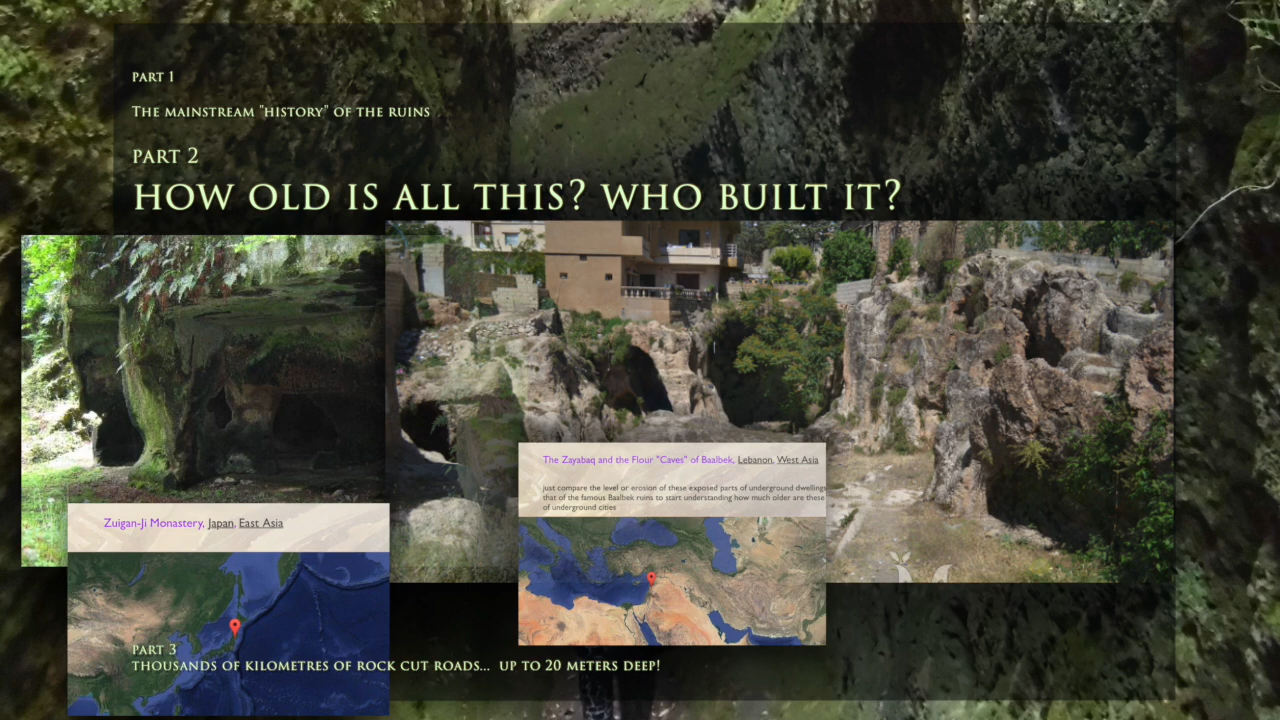 PART 1
THE MAINSTREAM "HISTORY" OF THE RUINS
PART 2
HOW OLD IS ALL THIS? WHO BUILT IT?
The Zayabaq and the Flour "Caves" of Baalbek, Lebanon, West Asia
just compare the level or erosion of these exposed parts of underground dwellings
that of the famous Baalbek ruins to start understanding how much older are these
of underground cities
Zuigan-Ji Monastery, Japan, East Asia
PART 3
THOUSANDS OF KILOMETRES OF ROCK CUT ROADS... UP TO 20 METERS DEEP!